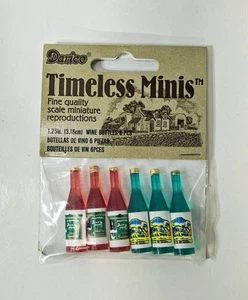 Darice
Timeless Minis™
Fine quality
scale miniature
reproductions
1.25in. (3.18cm) WINE BOTTLES 6 PCS
BOTELLAS DE VINO 6 PIEZAS
BOUTEILLES DE VIN 6PCES